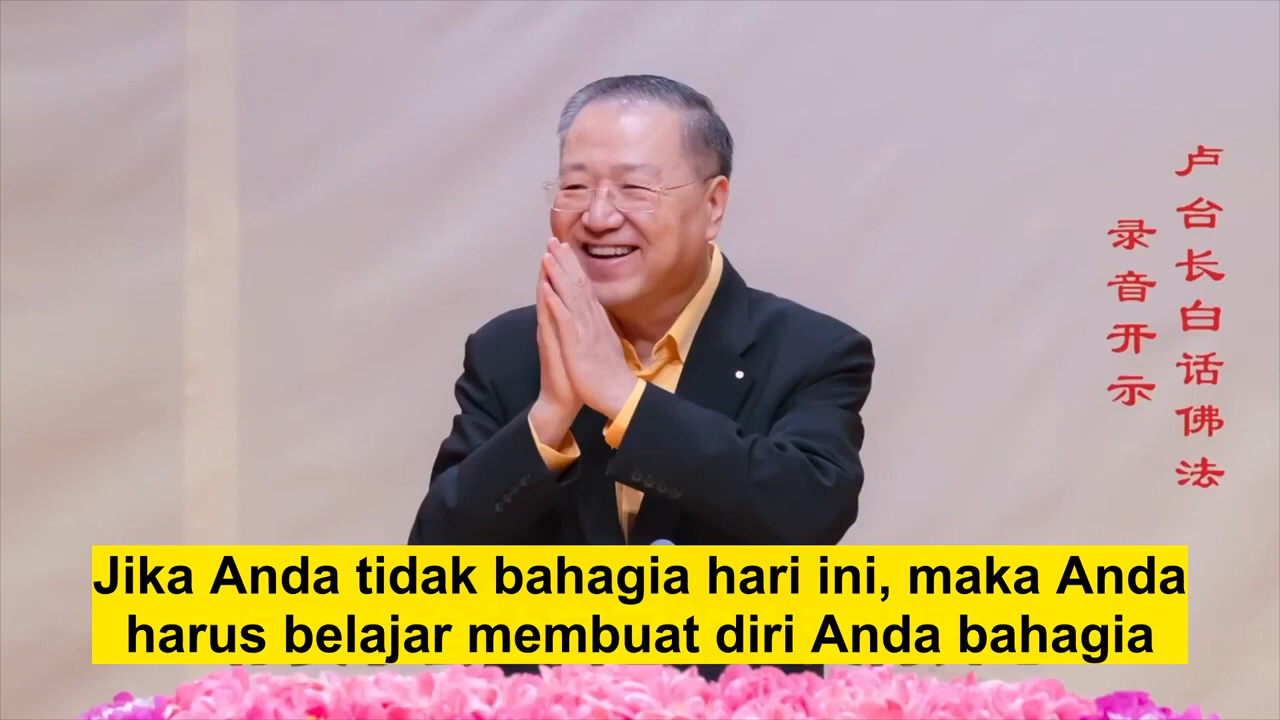 卢台长白话佛法
录音开示
Jika Anda tidak bahagia hari ini, maka Anda
harus belajar membuat diri Anda bahagia